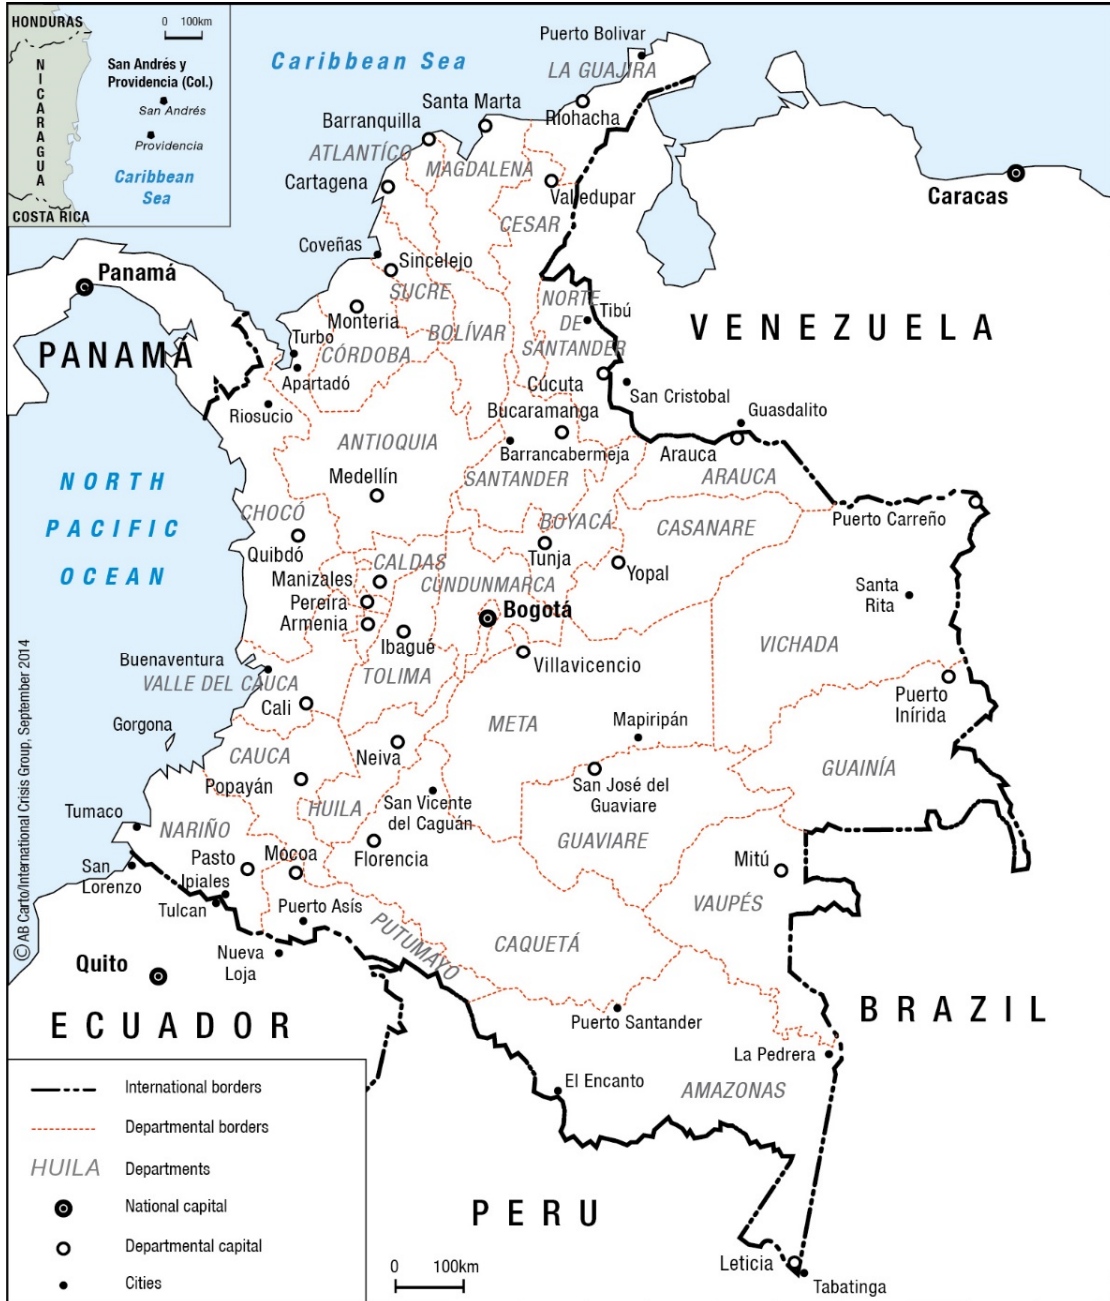 HONDURAS
0 100km
NICARAGUA
San Andrés y
Providencia (Col.)
San Andrés
Providencia
Caribbean
Sea
COSTA RICA
Caribbean Sea
Puerto Bolivar
LA GUAJIRA
Santa Marta
Riohacha
Barranquilla
ATLANTÍCO
MAGDALENA
Cartagena
Valledupar
Caracas
CESAR
Coveñas
Sincelejo
Panamá
SUCRE
NORTE
DE
SANTANDER
Tibú
Monteria
BOLÍVAR
VENEZUELA
Turbo
PANAMA
CÓRDOBA
Apartadó
Cúcuta
San Cristobal
Riosucio
Bucaramanga
Guasdalito
ANTIOQUIA
Barrancabermeja
Arauca
Medellín
SANTANDER
ARAUCA
NORTH
PACIFIC
OCEAN
CHOCÓ
BOYACÁ
CASANARE
Puerto Carreño
Quibdó
Tunja
CALDAS
Manizales
CUNDUNMARCA
Yopal
Pereira
Santa
Rita
Armenia
Bogotá
Ibagué
VICHADA
Buenaventura
Villavicencio
VALLE DEL CAUCA
TOLIMA
Cali
Puerto
Inírida
Gorgona
META
Mapiripán
CAUCA
Neiva
GUAINÍA
Popayán
San José del
Guaviare
HUILA
San Vicente
del Caguán
Tumaco
NARIÑO
GUAVIARE
Pasto
Mocoa
Florencia
Mitú
San
Lorenzo
Ipiales
VAUPÉS
Tulcan
Puerto Asís
PUTUMAYO
CAQUETÁ
Nueva
Loja
Quito
ECUADOR
Puerto Santander
BRAZIL
La Pedrera
El Encanto
AMAZONAS
PERU
Leticia
Tabatinga
0 100km
©AB Carto/International Crisis Group, September 2014
International borders
Departmental borders
HUILA Departments
National capital
Departmental capital
Cities